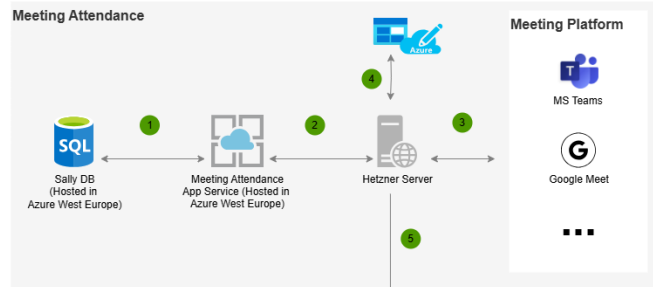 Meeting Attendance
Meeting Platform
Azure
4
T
MS Teams
SQL
1
2
3
G
Sally DB
(Hosted in
Azure West Europe)
Meeting Attendance
App Service (Hosted in
Azure West Europe)
Hetzner Server
Google Meet
5
...